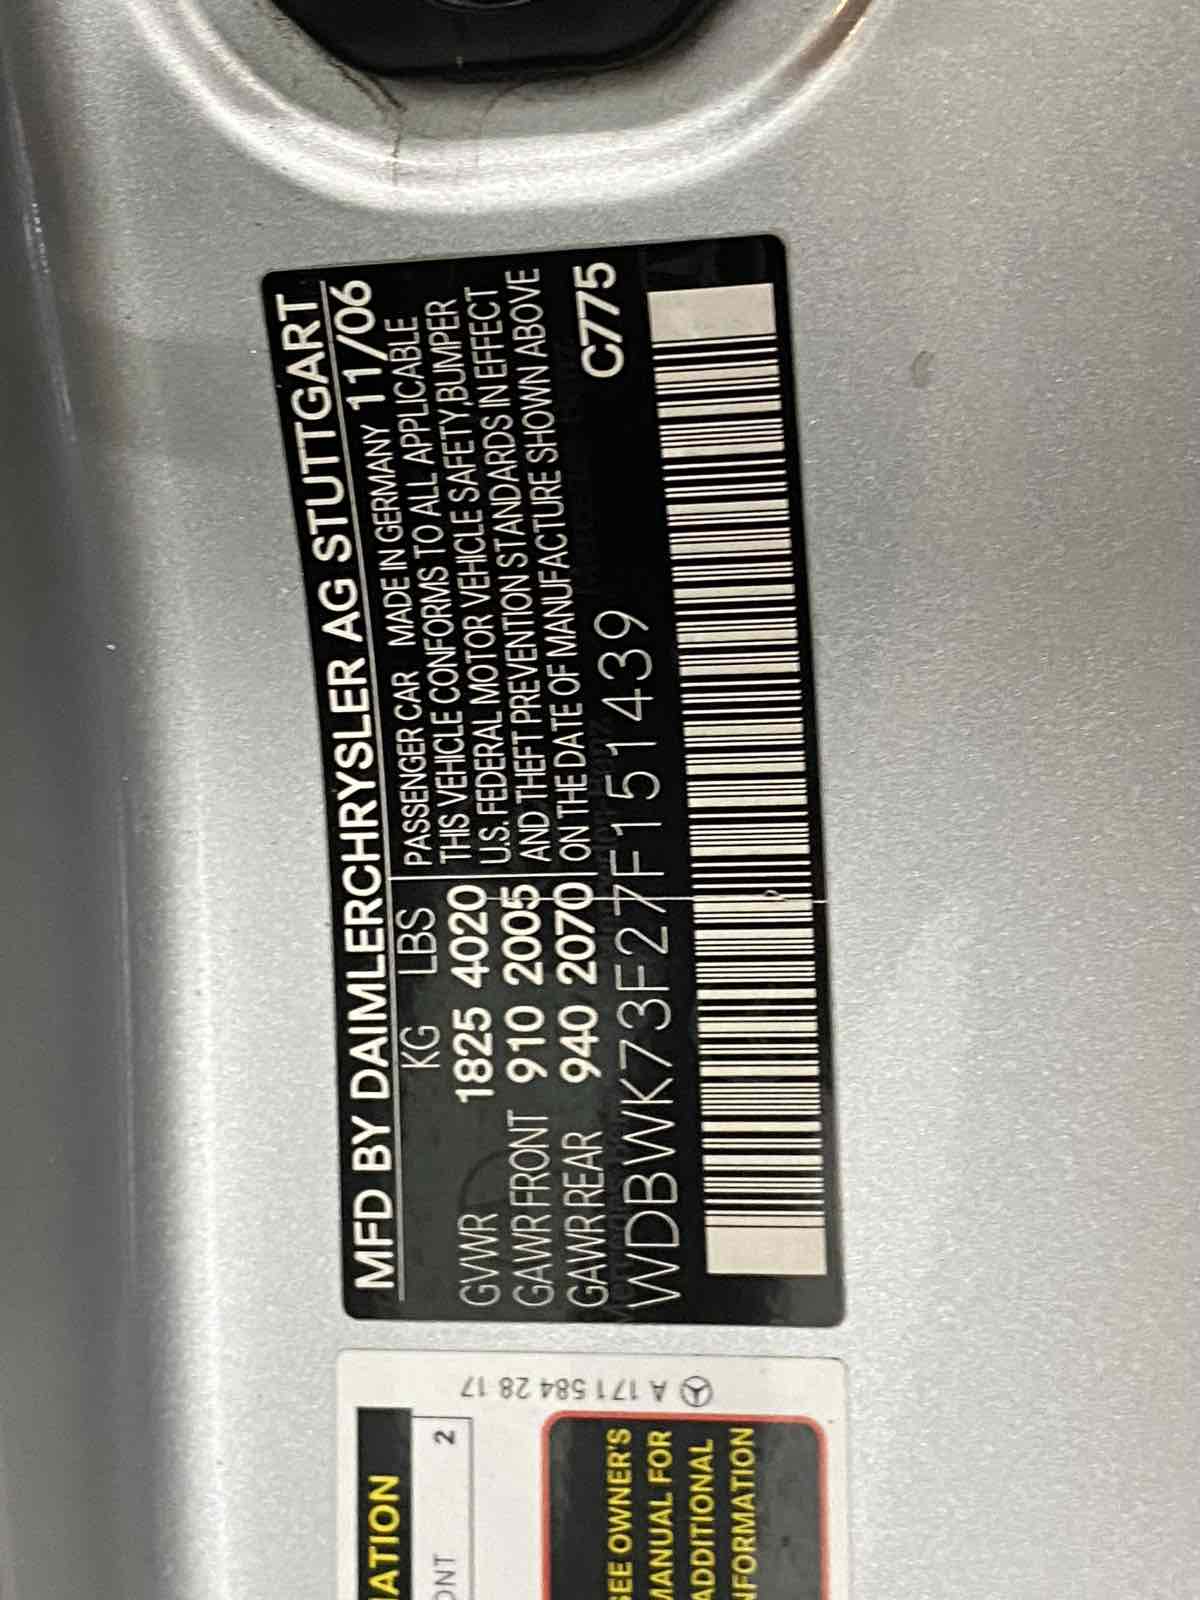 MFD BY DAIMLERCHRYSLER AG STUTTGART
KG LBS
GVWR 1825 4020
GAWR FRONT 910 2005
GAWR REAR 940 2070
PASSENGER CAR MADE IN GERMANY 11/06
THIS VEHICLE CONFORMS TO ALL APPLICABLE
U.S. FEDERAL MOTOR VEHICLE SAFETY,BUMPER
AND THEFT PREVENTION STANDARDS IN EFFECT
ON THE DATE OF MANUFACTURE SHOWN ABOVE
WDBWK73F27F151439 C775
A 171 584 28 17
2
SEE OWNER'S
MANUAL FOR
ADDITIONAL